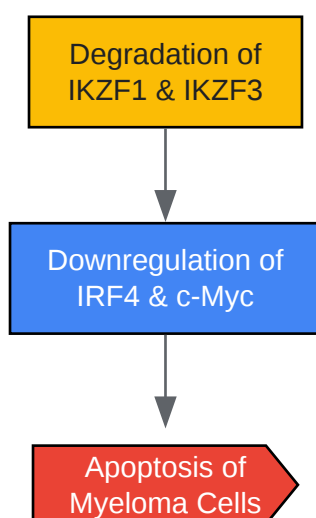 Degradation of
IKZF1 & IKZF3
Downregulation of
IRF4 & c-Myc
Apoptosis of
Myeloma Cells